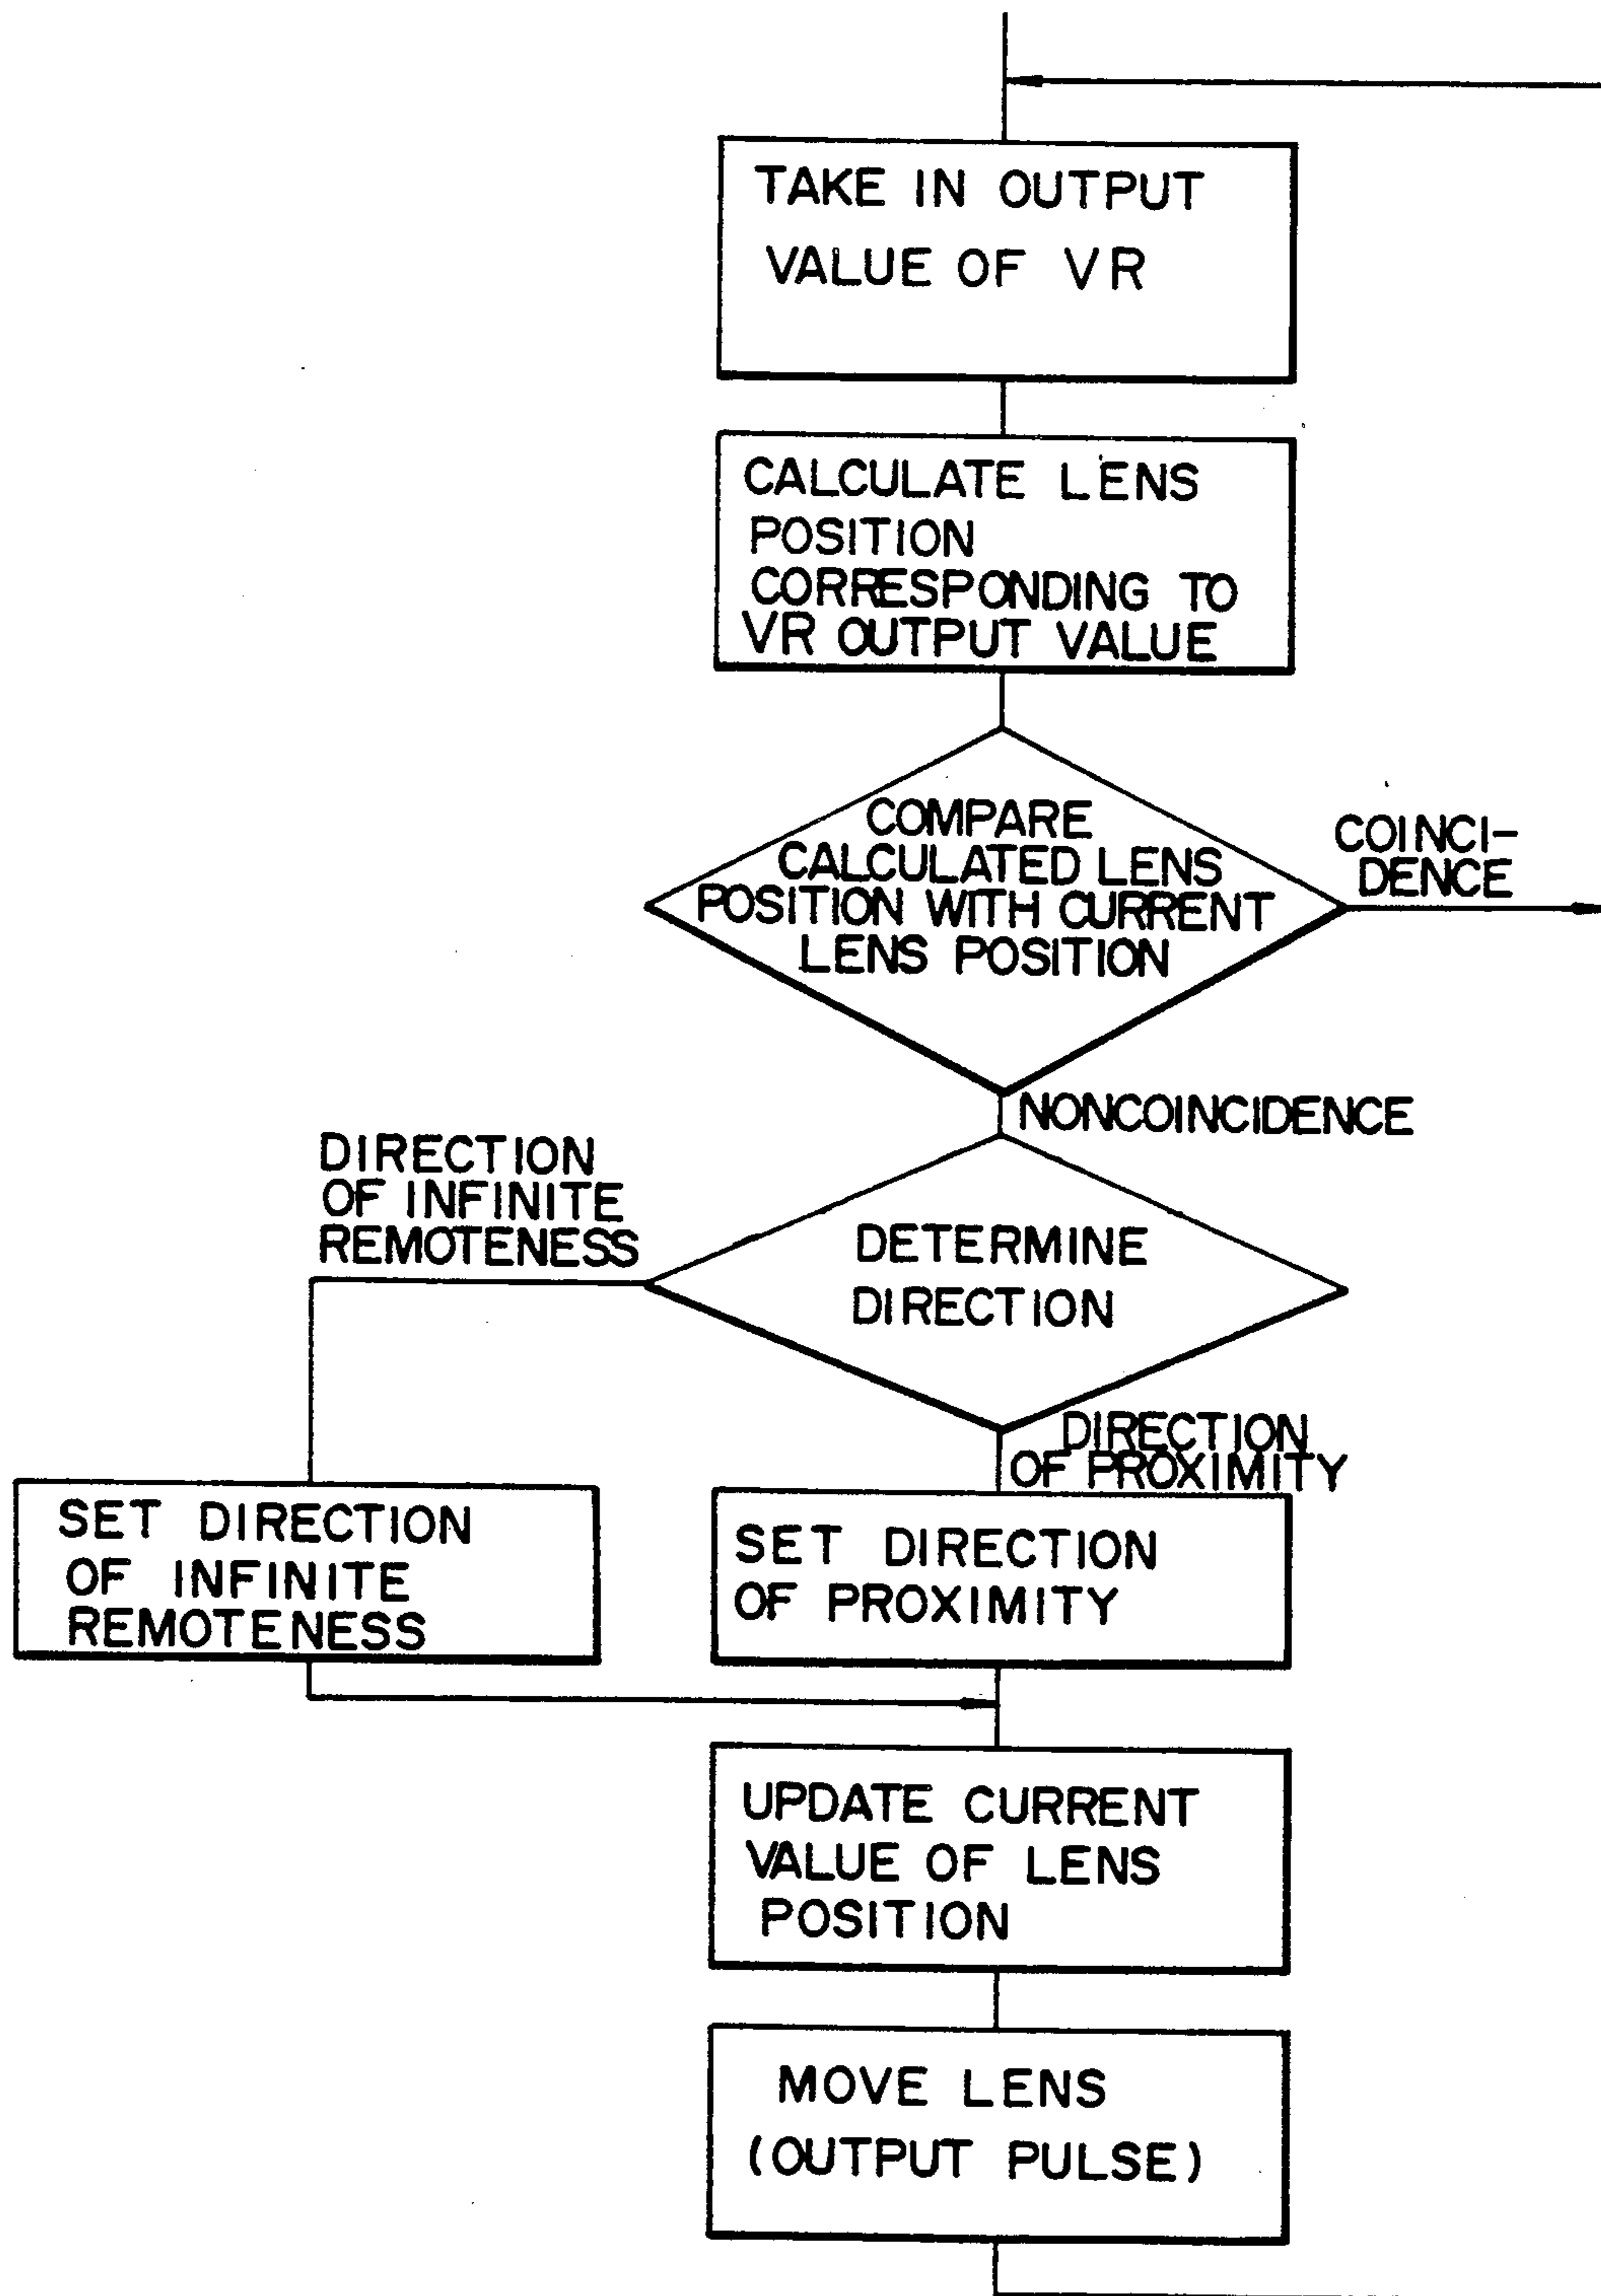 TAKE IN OUTPUT
VALUE OF VR
CALCULATE LENS
POSITION
CORRESPONDING TO
VR OUTPUT VALUE
COMPARE
CALCULATED LENS
POSITION WITH CURRENT
LENS POSITION
COINCI-
DENCE
NONCOINCIDENCE
DIRECTION
OF INFINITE
REMOTENESS
DETERMINE
DIRECTION
DIRECTION
OF PROXIMITY
SET DIRECTION
OF INFINITE
REMOTENESS
SET DIRECTION
OF PROXIMITY
UPDATE CURRENT
VALUE OF LENS
POSITION
MOVE LENS
(OUTPUT PULSE)